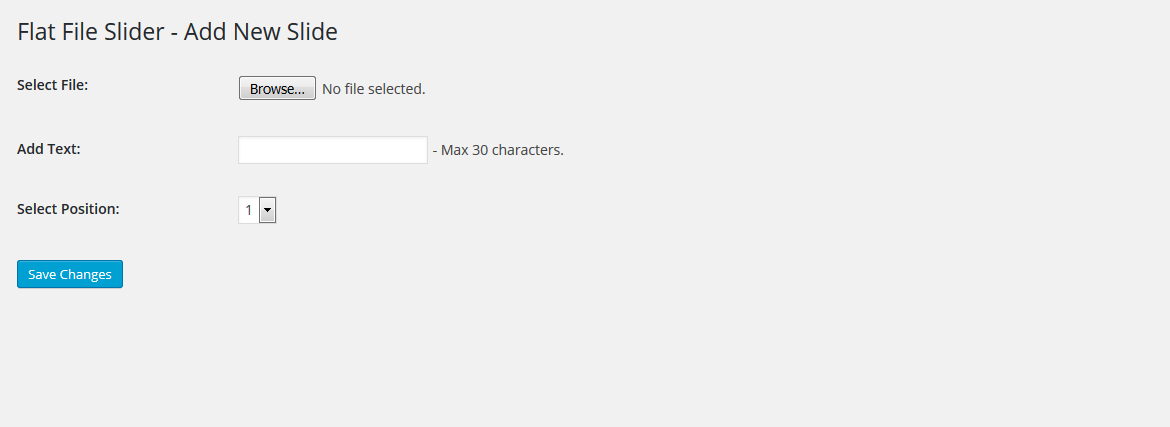 Flat File Slider - Add New Slide
Select File: Browse... No file selected.
Add Text: - Max 30 characters.
Select Position: 1
Save Changes